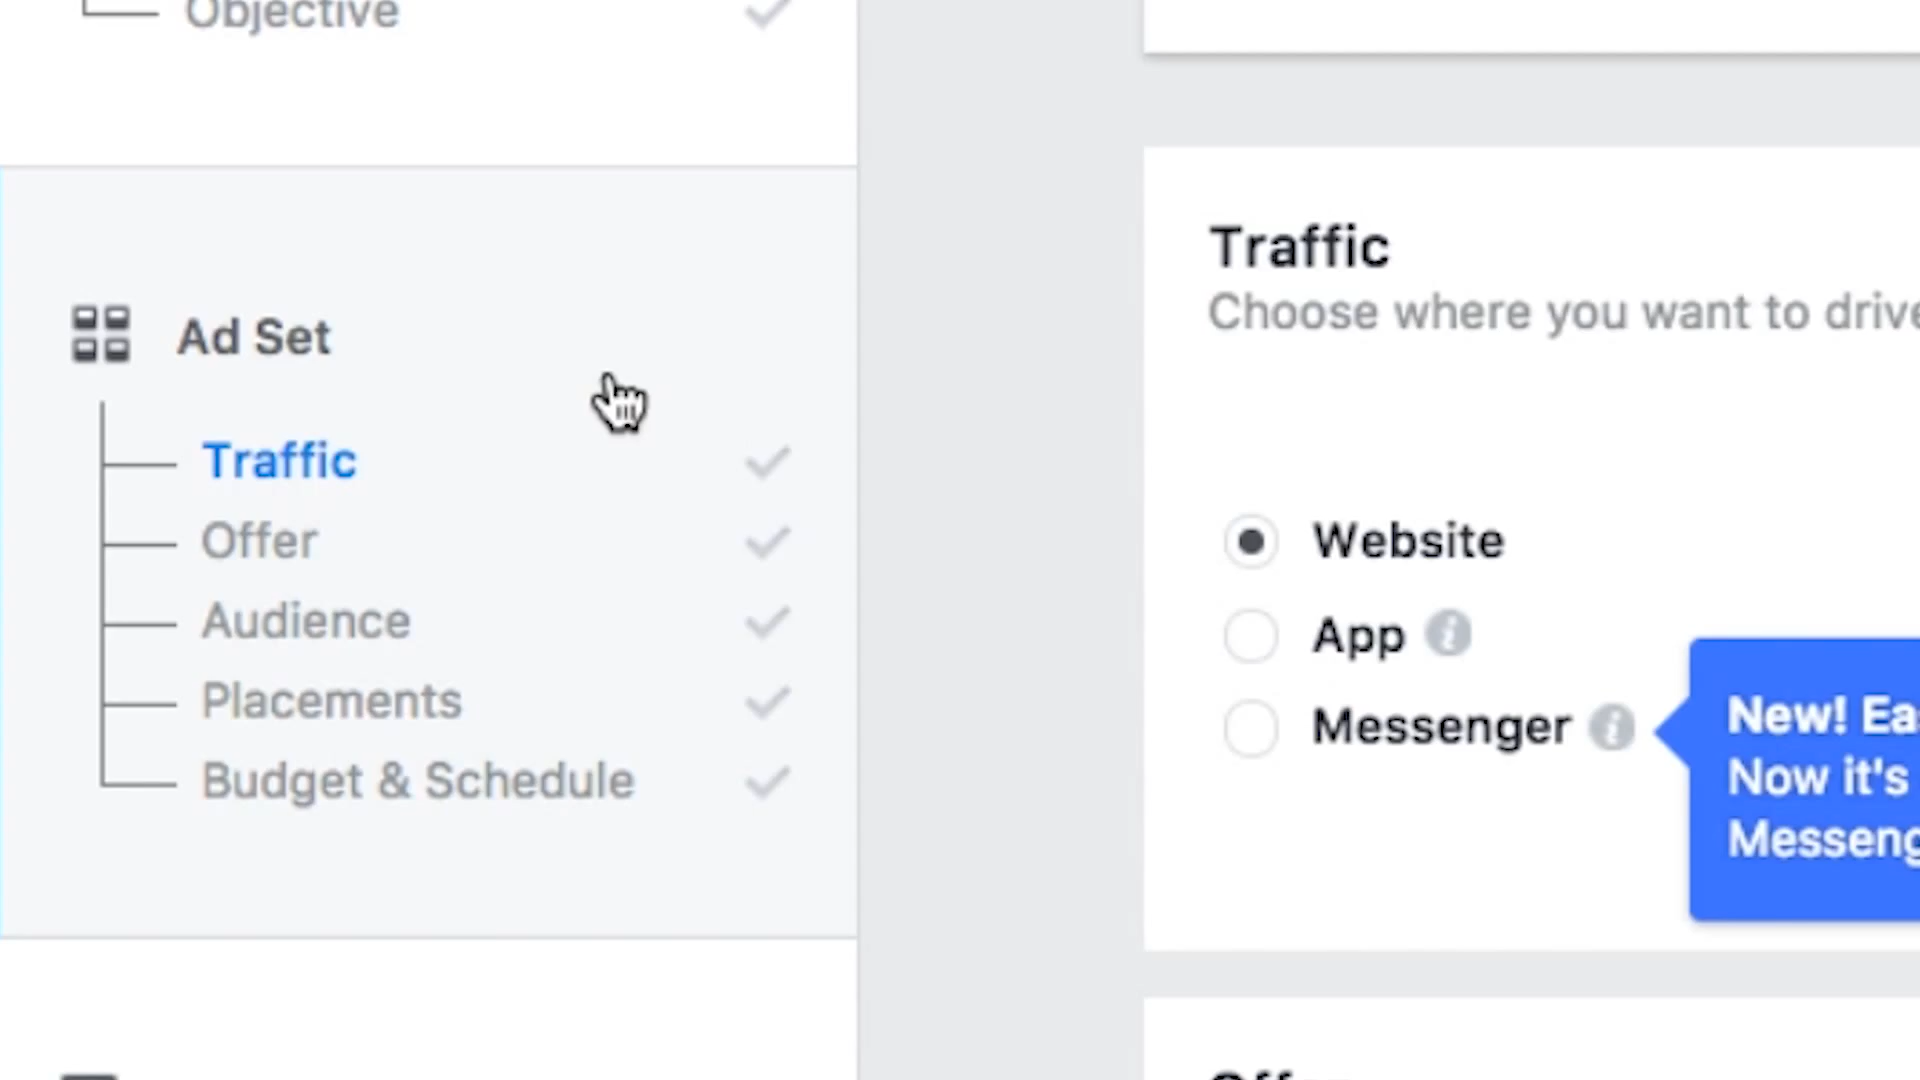 Objective
Ad Set
Traffic
Offer
Audience
Placements
Budget & Schedule
Traffic
Choose where you want to drive
Website
App
Messenger
New! Ea
Now it's
Messeng